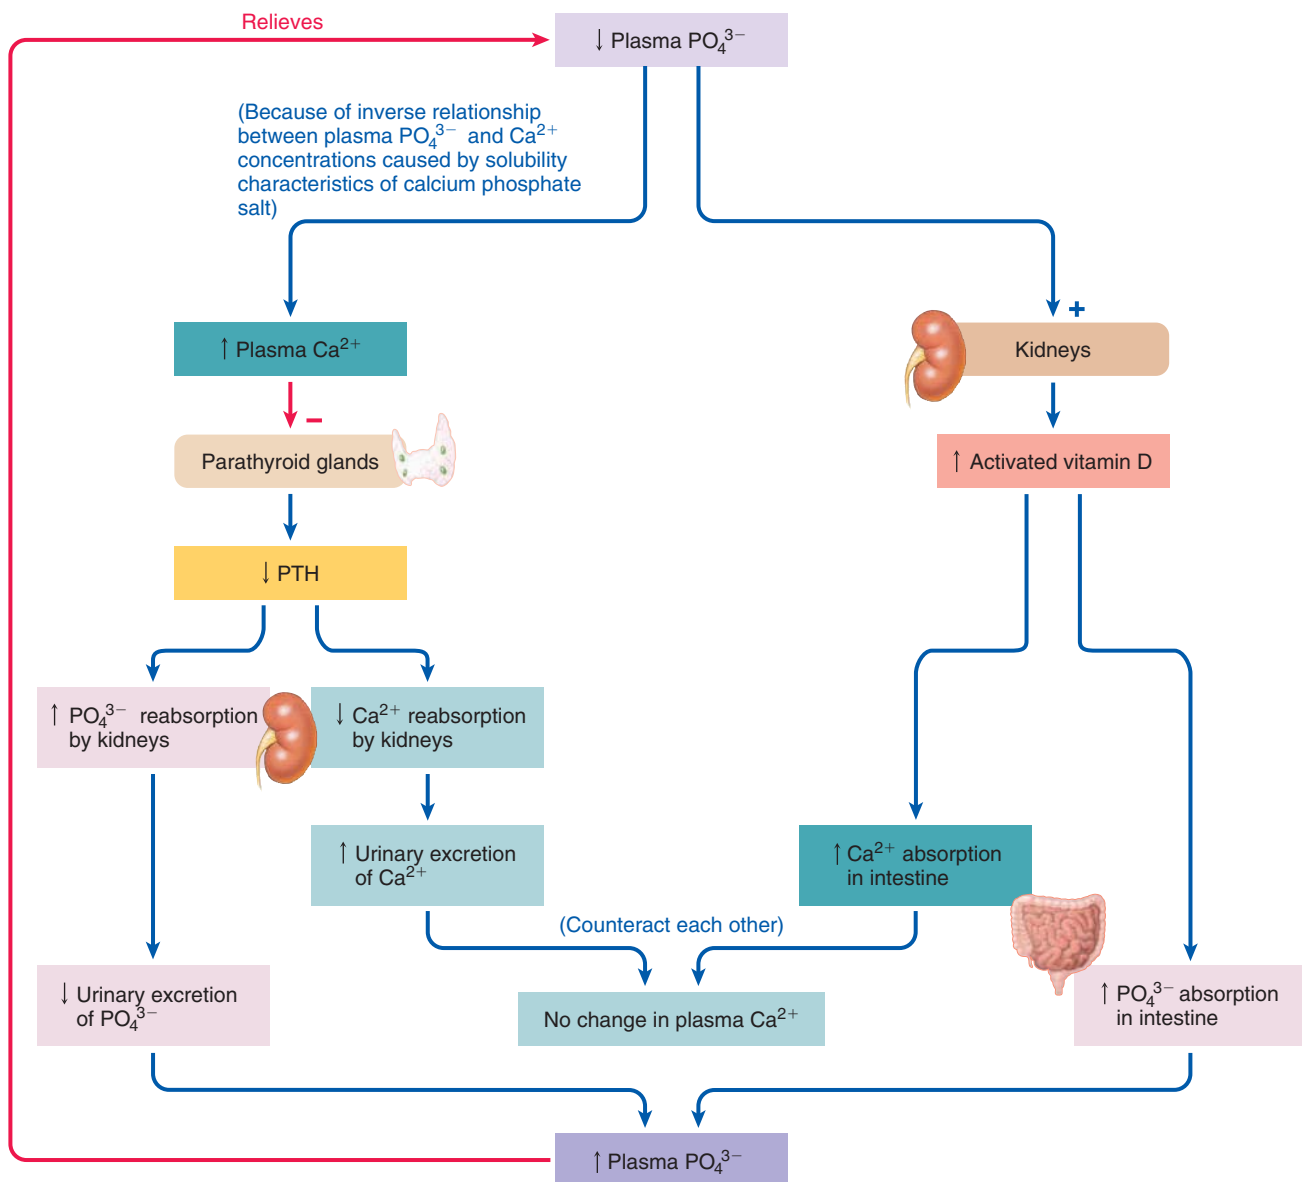 Relieves
↓ Plasma PO₄³⁻
(Because of inverse relationship
between plasma PO₄³⁻ and Ca²⁺
concentrations caused by solubility
characteristics of calcium phosphate
salt)
↑ Plasma Ca²⁺
+
Kidneys
−
Parathyroid glands
↑ Activated vitamin D
↓ PTH
↑ PO₄³⁻ reabsorption
by kidneys
↓ Ca²⁺ reabsorption
by kidneys
↑ Urinary excretion
of Ca²⁺
↑ Ca²⁺ absorption
in intestine
(Counteract each other)
↓ Urinary excretion
of PO₄³⁻
No change in plasma Ca²⁺
↑ PO₄³⁻ absorption
in intestine
↑ Plasma PO₄³⁻